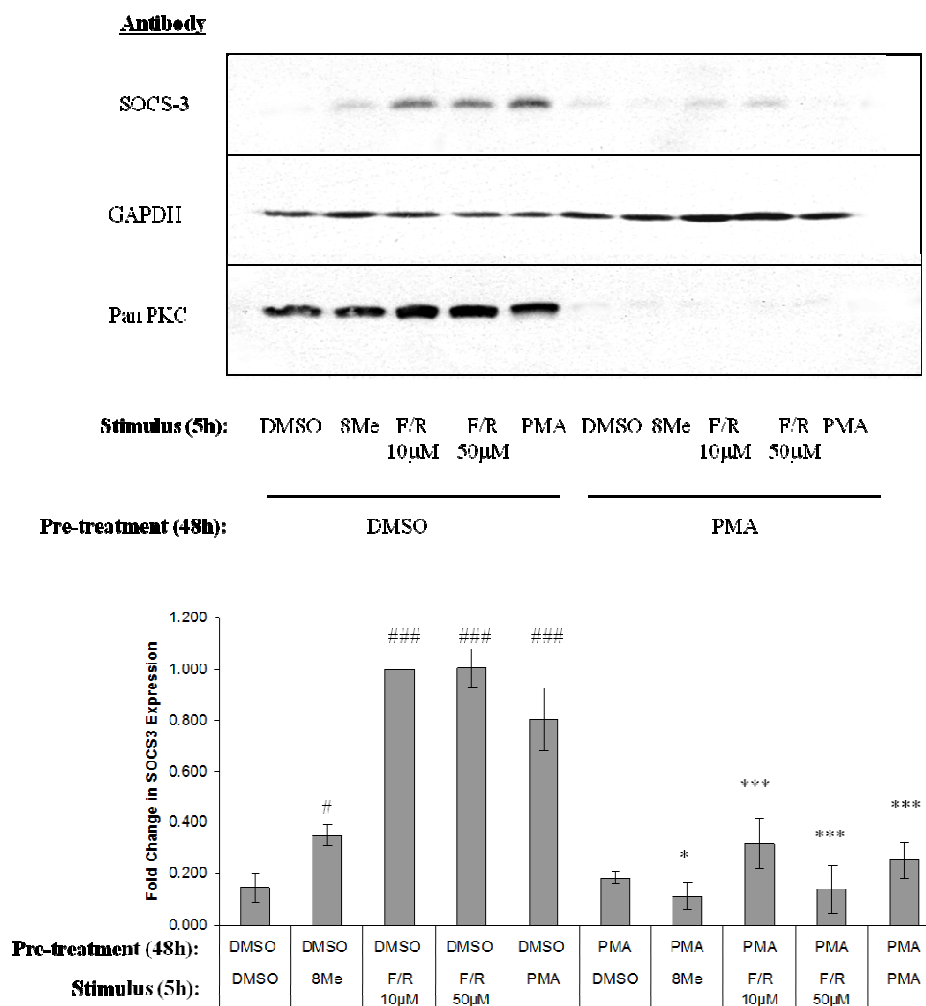 Antibody
SOCS-3
GAPDH
Pan PKC
Stimulus (5h): DMSO 8Me F/R F/R PMA DMSO 8Me F/R F/R PMA
10µM 50µM 10µM 50µM
Pre-treatment (48h): DMSO PMA
Fold Change in SOCS3 Expression
1.200
1.000
0.800
0.600
0.400
0.200
0.000
# ### ### ### * *** *** ***
Pre-treatment (48h): DMSO DMSO DMSO DMSO DMSO PMA PMA PMA PMA PMA
Stimulus (5h): DMSO 8Me F/R F/R PMA DMSO 8Me F/R F/R PMA
10µM 50µM 10µM 50µM